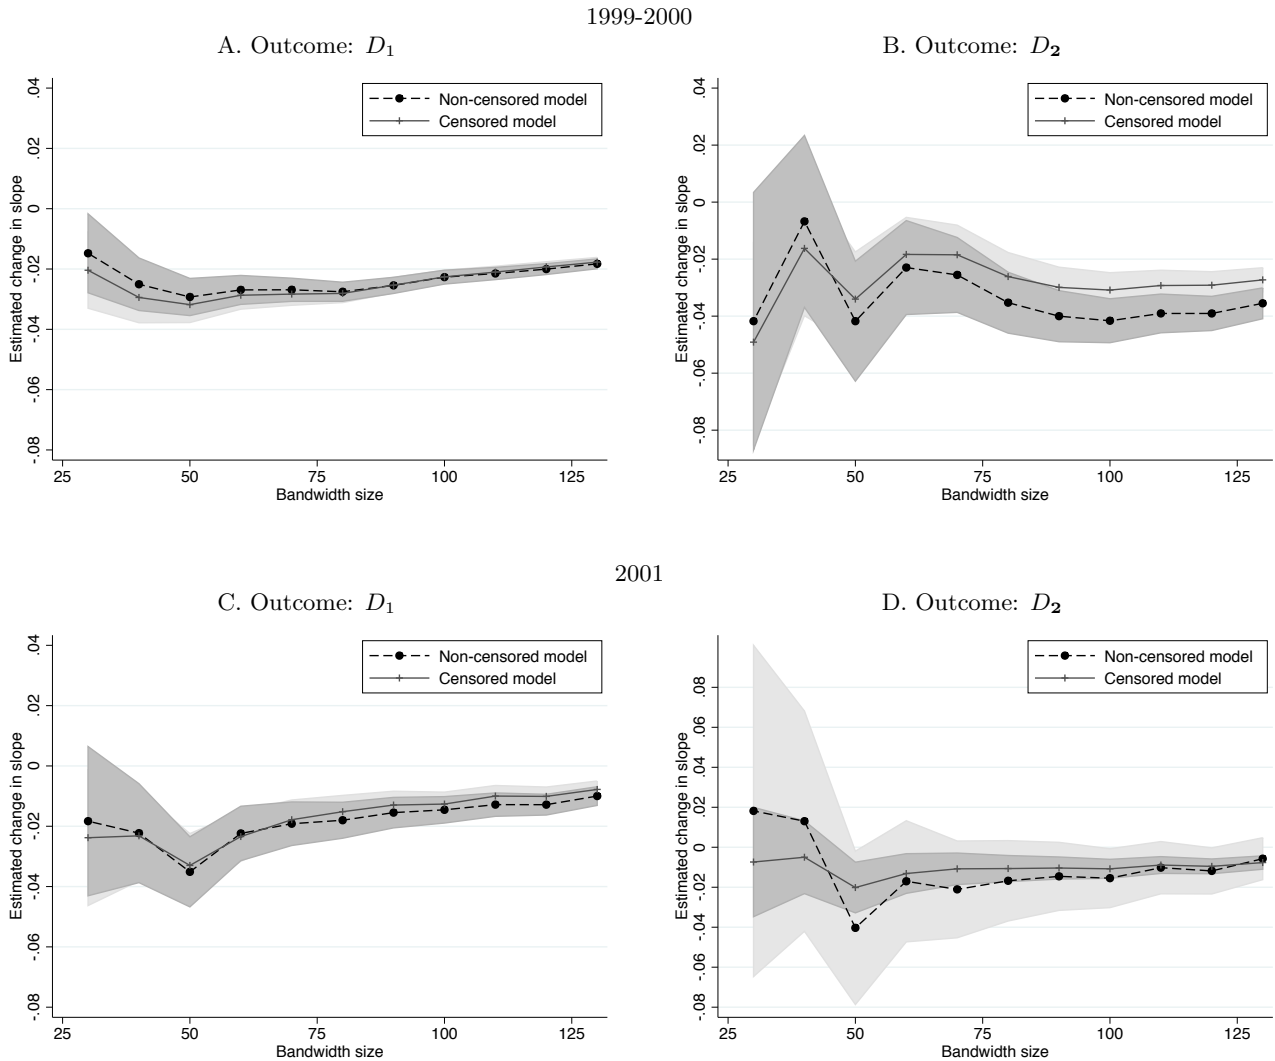 1999-2000
A. Outcome: D1
.04
.02
0
-.02
-.04
-.06
-.08
Estimated change in slope
Non-censored model
Censored model
25 50 75 100 125
Bandwidth size
B. Outcome: D2
.04
.02
0
-.02
-.04
-.06
-.08
Estimated change in slope
Non-censored model
Censored model
25 50 75 100 125
Bandwidth size
2001
C. Outcome: D1
.04
.02
0
-.02
-.04
-.06
-.08
Estimated change in slope
Non-censored model
Censored model
25 50 75 100 125
Bandwidth size
D. Outcome: D2
.08
.06
.04
.02
0
-.02
-.04
-.06
-.08
Estimated change in slope
Non-censored model
Censored model
25 50 75 100 125
Bandwidth size